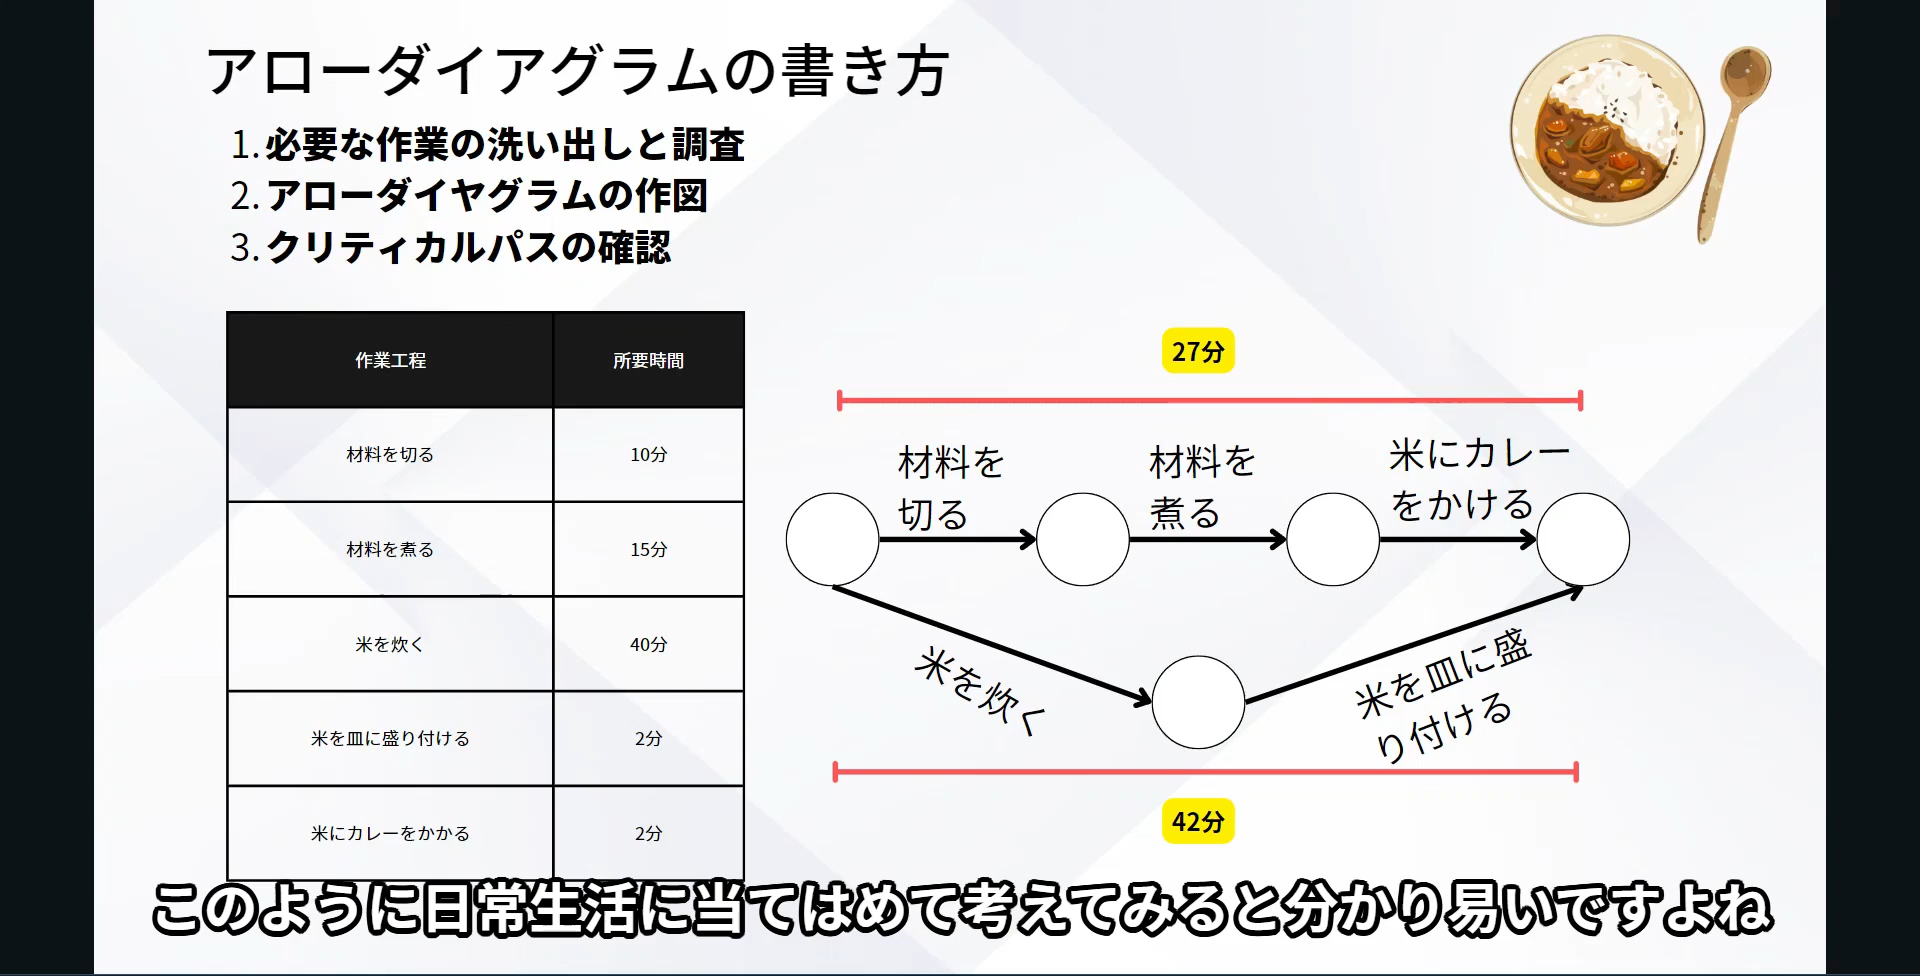 アローダイアグラムの書き方
1. 必要な作業の洗い出しと調査
2. アローダイヤグラムの作図
3. クリティカルパスの確認
作業工程 所要時間
材料を切る 10分
材料を煮る 15分
米を炊く 40分
米を皿に盛り付ける 2分
米にカレーをかかる 2分
27分
材料を
切る
材料を
煮る
米にカレー
をかける
米を炊く
米を皿に盛
り付ける
42分
このように日常生活に当てはめて考えてみると分かり易いですよね